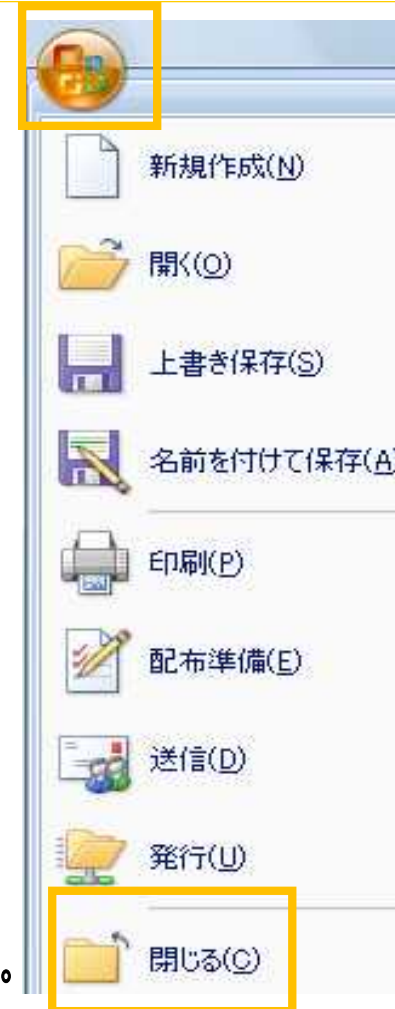 新規作成(N)
開く(O)
上書き保存(S)
名前を付けて保存(A)
印刷(P)
配布準備(E)
送信(D)
発行(U)
。
閉じる(C)